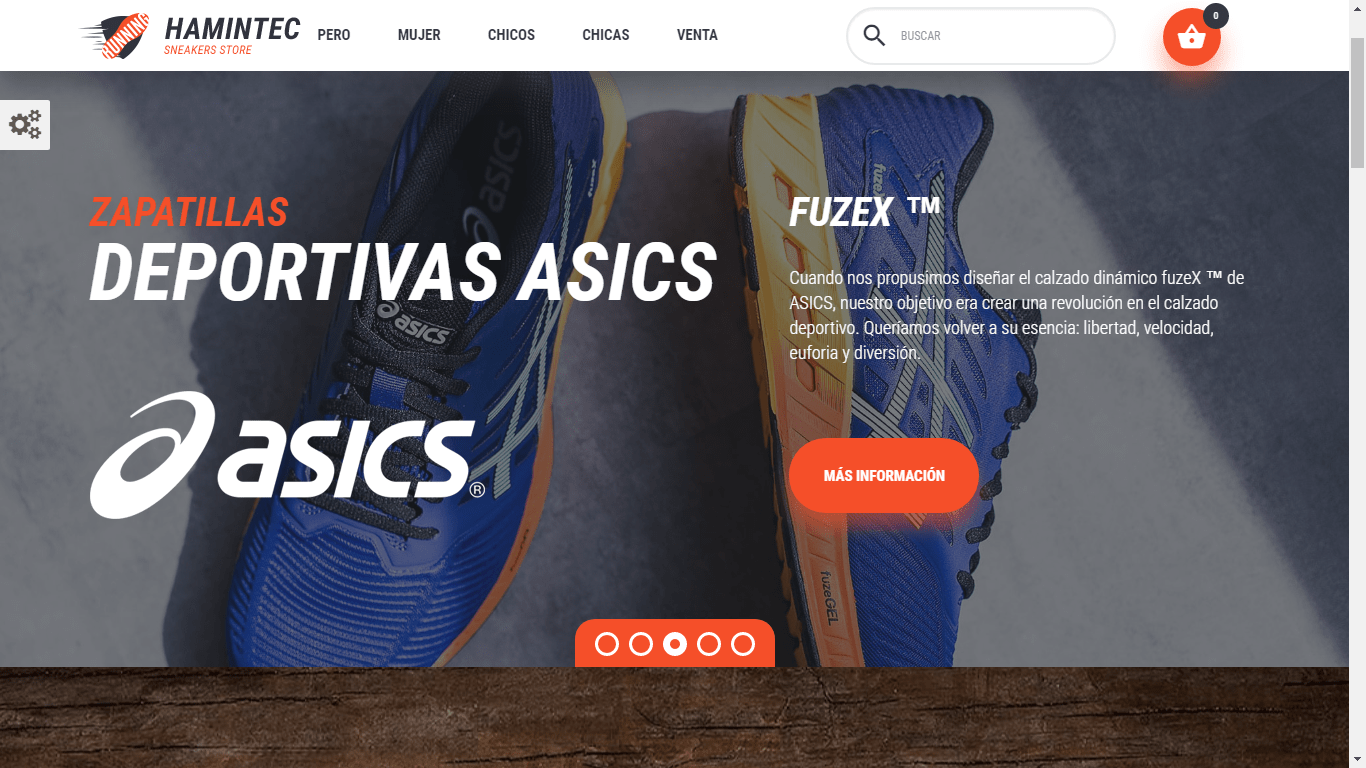 RUNNING
HAMINTEC
SNEAKERS STORE
PERO
MUJER
CHICOS
CHICAS
VENTA
BUSCAR
0
ZAPATILLAS
DEPORTIVAS ASICS
asics
asics
asics®
fuzeX
fuzeX
FUZEX ™
Cuando nos propusimos diseñar el calzado dinámico fuzeX ™ de
ASICS, nuestro objetivo era crear una revolución en el calzado
deportivo. Queríamos volver a su esencia: libertad, velocidad,
euforia y diversión.
MÁS INFORMACIÓN
fuzeGEL